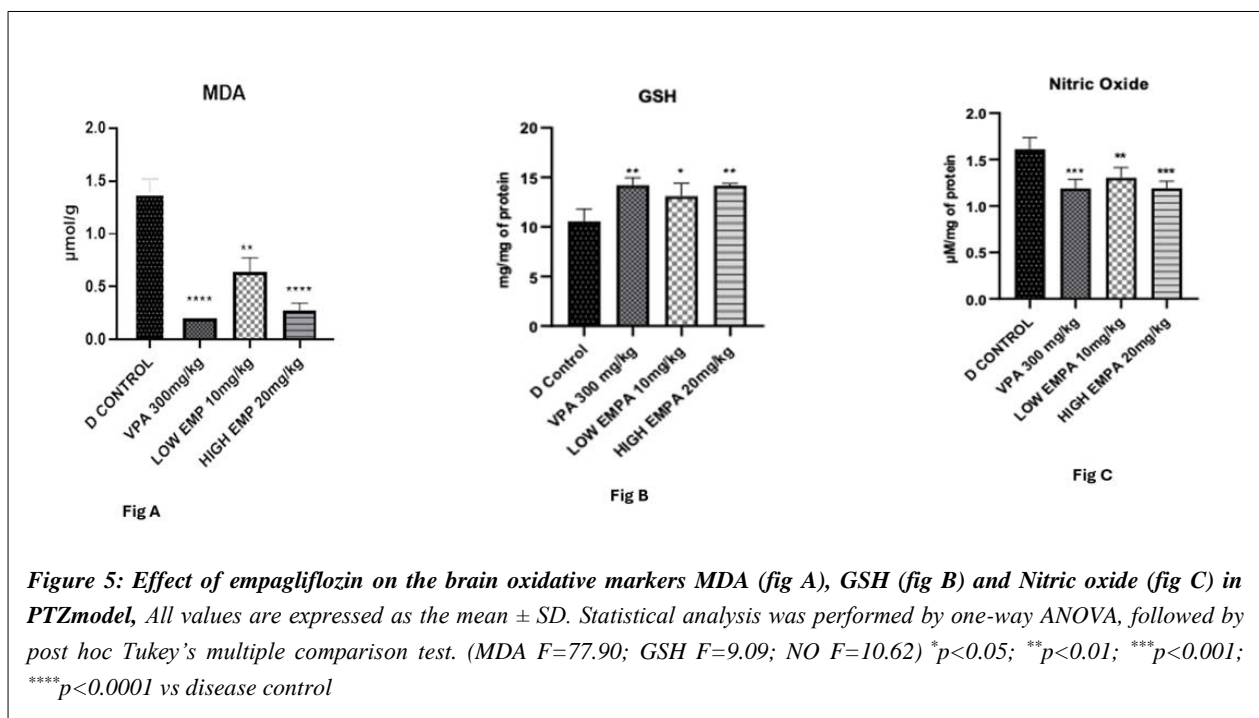 MDA
µmol/g
2.0
1.5
1.0
0.5
0.0
****
**
****
D CONTROL
VPA 300mg/kg
LOW EMP 10mg/kg
HIGH EMP 20mg/kg
Fig A
GSH
mg/mg of protein
20
15
10
5
0
**
*
**
D Control
VPA 300 mg/kg
LOW EMPA 10mg/kg
HIGH EMPA 20mg/kg
Fig B
Nitric Oxide
µM/mg of protein
2.0
1.5
1.0
0.5
0.0
***
**
***
D CONTROL
VPA 300mg/kg
LOW EMPA 10mg/kg
HIGH EMPA 20mg/kg
Fig C
Figure 5: Effect of empagliflozin on the brain oxidative markers MDA (fig A), GSH (fig B) and Nitric oxide (fig C) in
PTZmodel, All values are expressed as the mean ± SD. Statistical analysis was performed by one-way ANOVA, followed by
post hoc Tukey's multiple comparison test. (MDA F=77.90; GSH F=9.09; NO F=10.62) *p<0.05; **p<0.01; ***p<0.001;
****p<0.0001 vs disease control